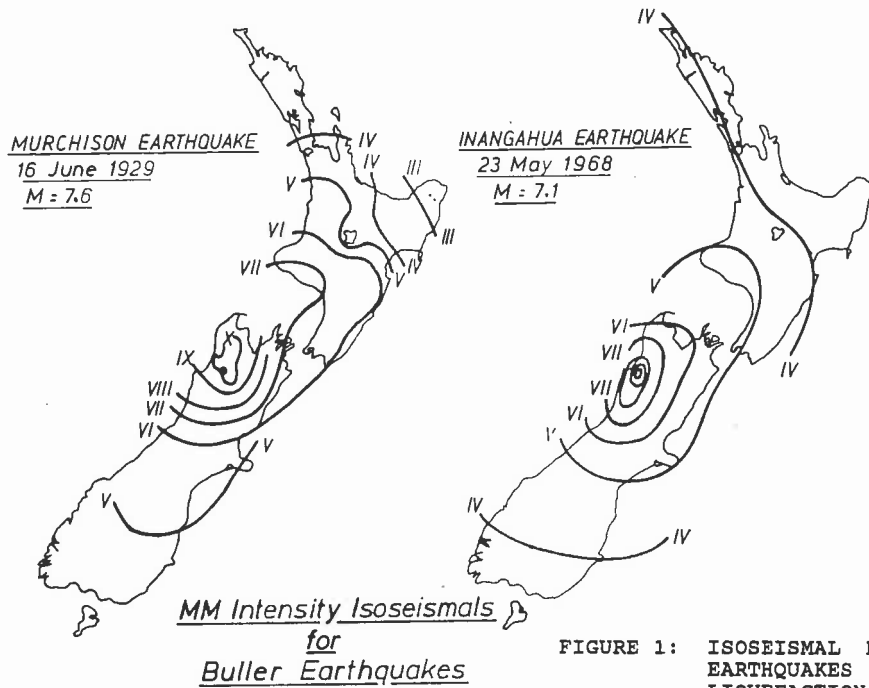 MURCHISON EARTHQUAKE
16 June 1929
M = 7.6
IV
IV
III
V
III
VI
IV
V
VII
X
IX
VIII
VII
VI
V
V
INANGAHUA EARTHQUAKE
23 May 1968
M = 7.1
IV
V
IV
VI
VII
VII
VI
V
IV
IV
MM Intensity Isoseismals
for
Buller Earthquakes
FIGURE 1: ISOSEISMAL
EARTHQUAKES
LIQUEFACTION